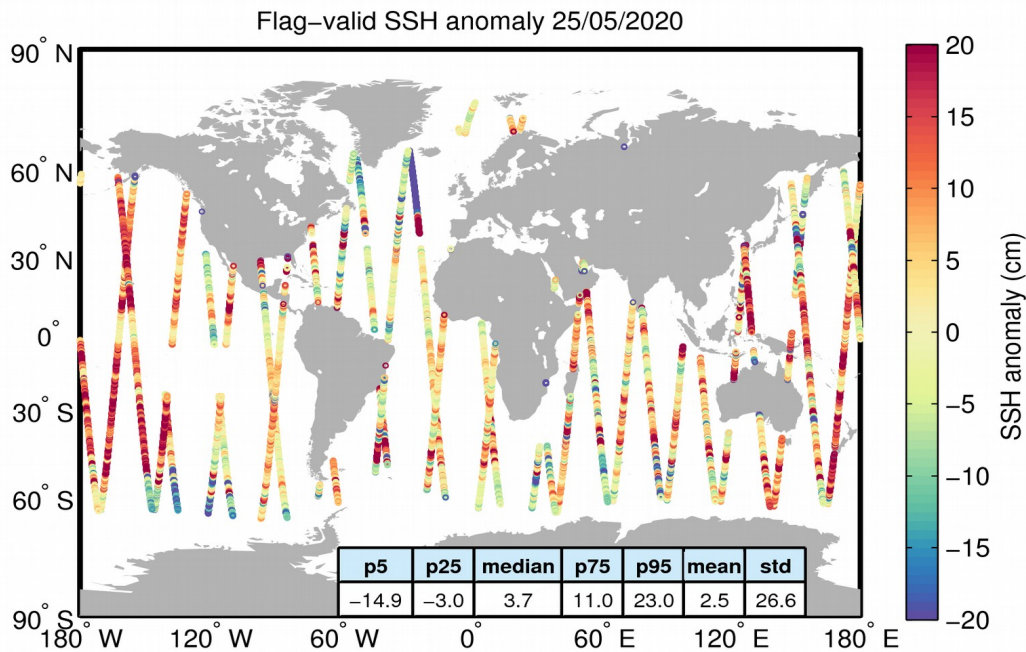 Flag−valid SSH anomaly 25/05/2020
90° N
60° N
30° N
0°
30° S
60° S
90° S
180° W
120° W
60° W
0°
60° E
120° E
180° E
p5 p25 median p75 p95 mean std
−14.9 −3.0 3.7 11.0 23.0 2.5 26.6
20
15
10
5
0
−5
−10
−15
−20
SSH anomaly (cm)